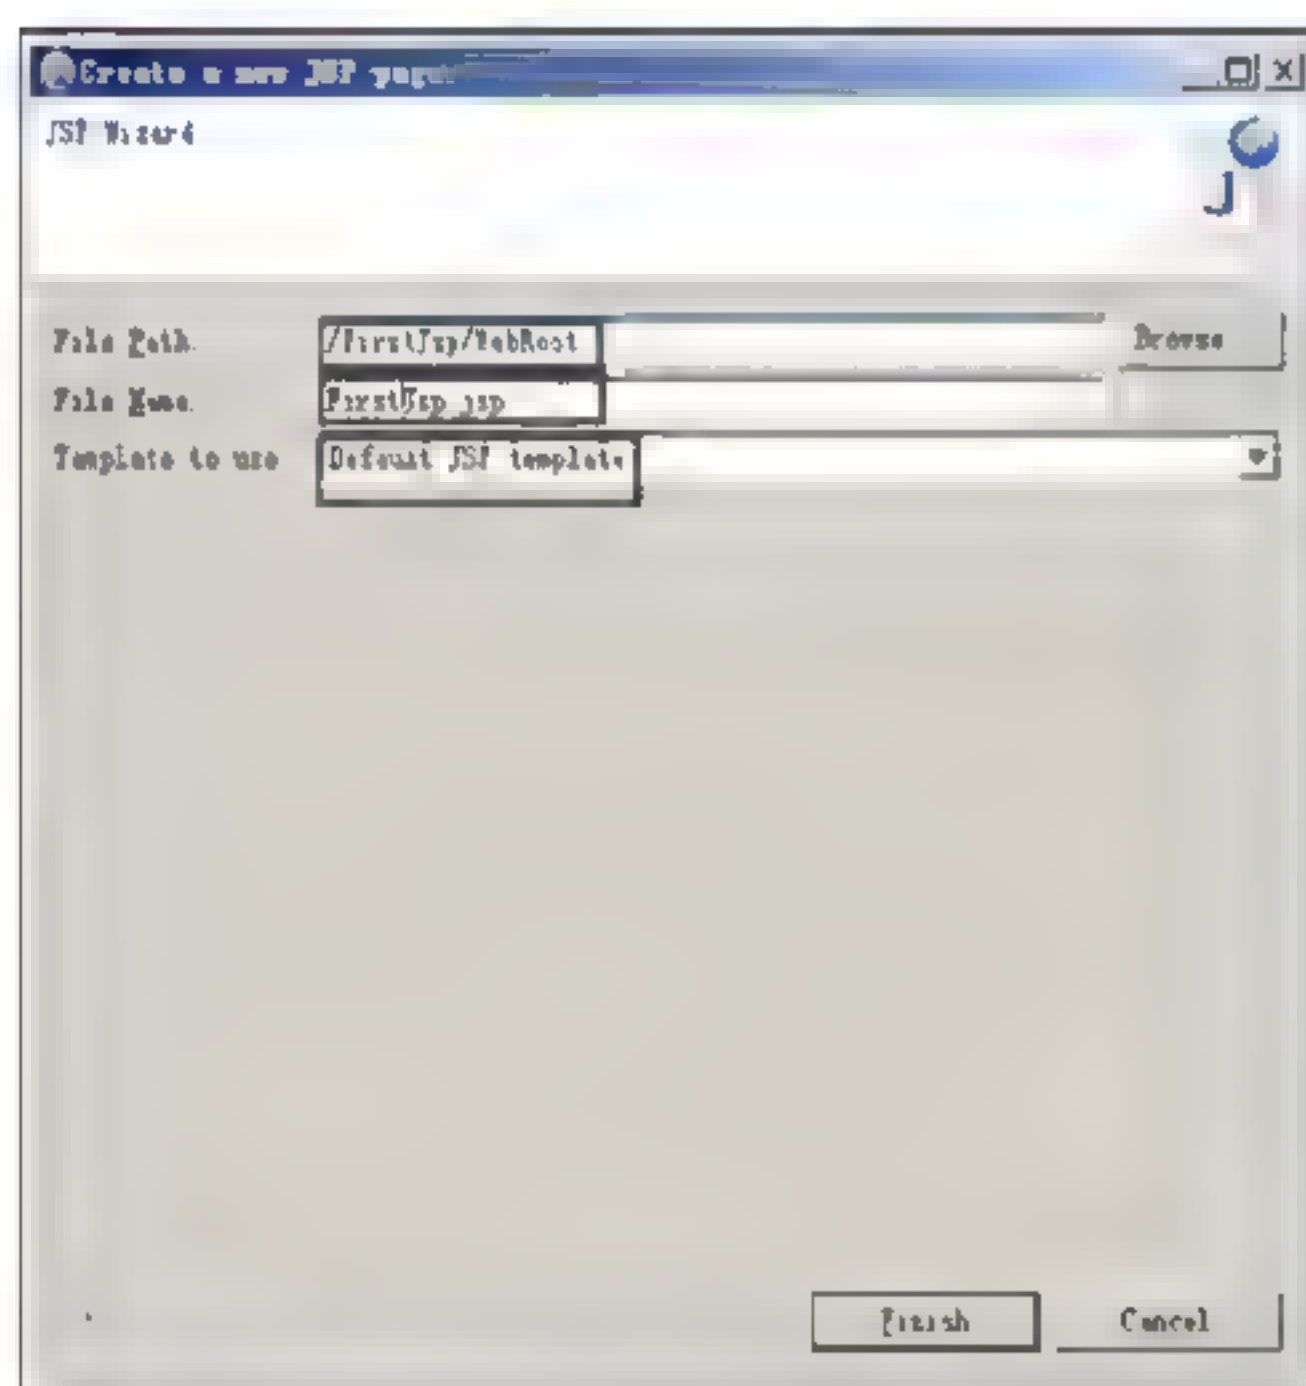 Create a new JSP page.
JSP Wizard
File Path: /FirstJsp/WebRoot Browse
File Name: FirstJsp.jsp
Template to use Default JSP template
Finish Cancel